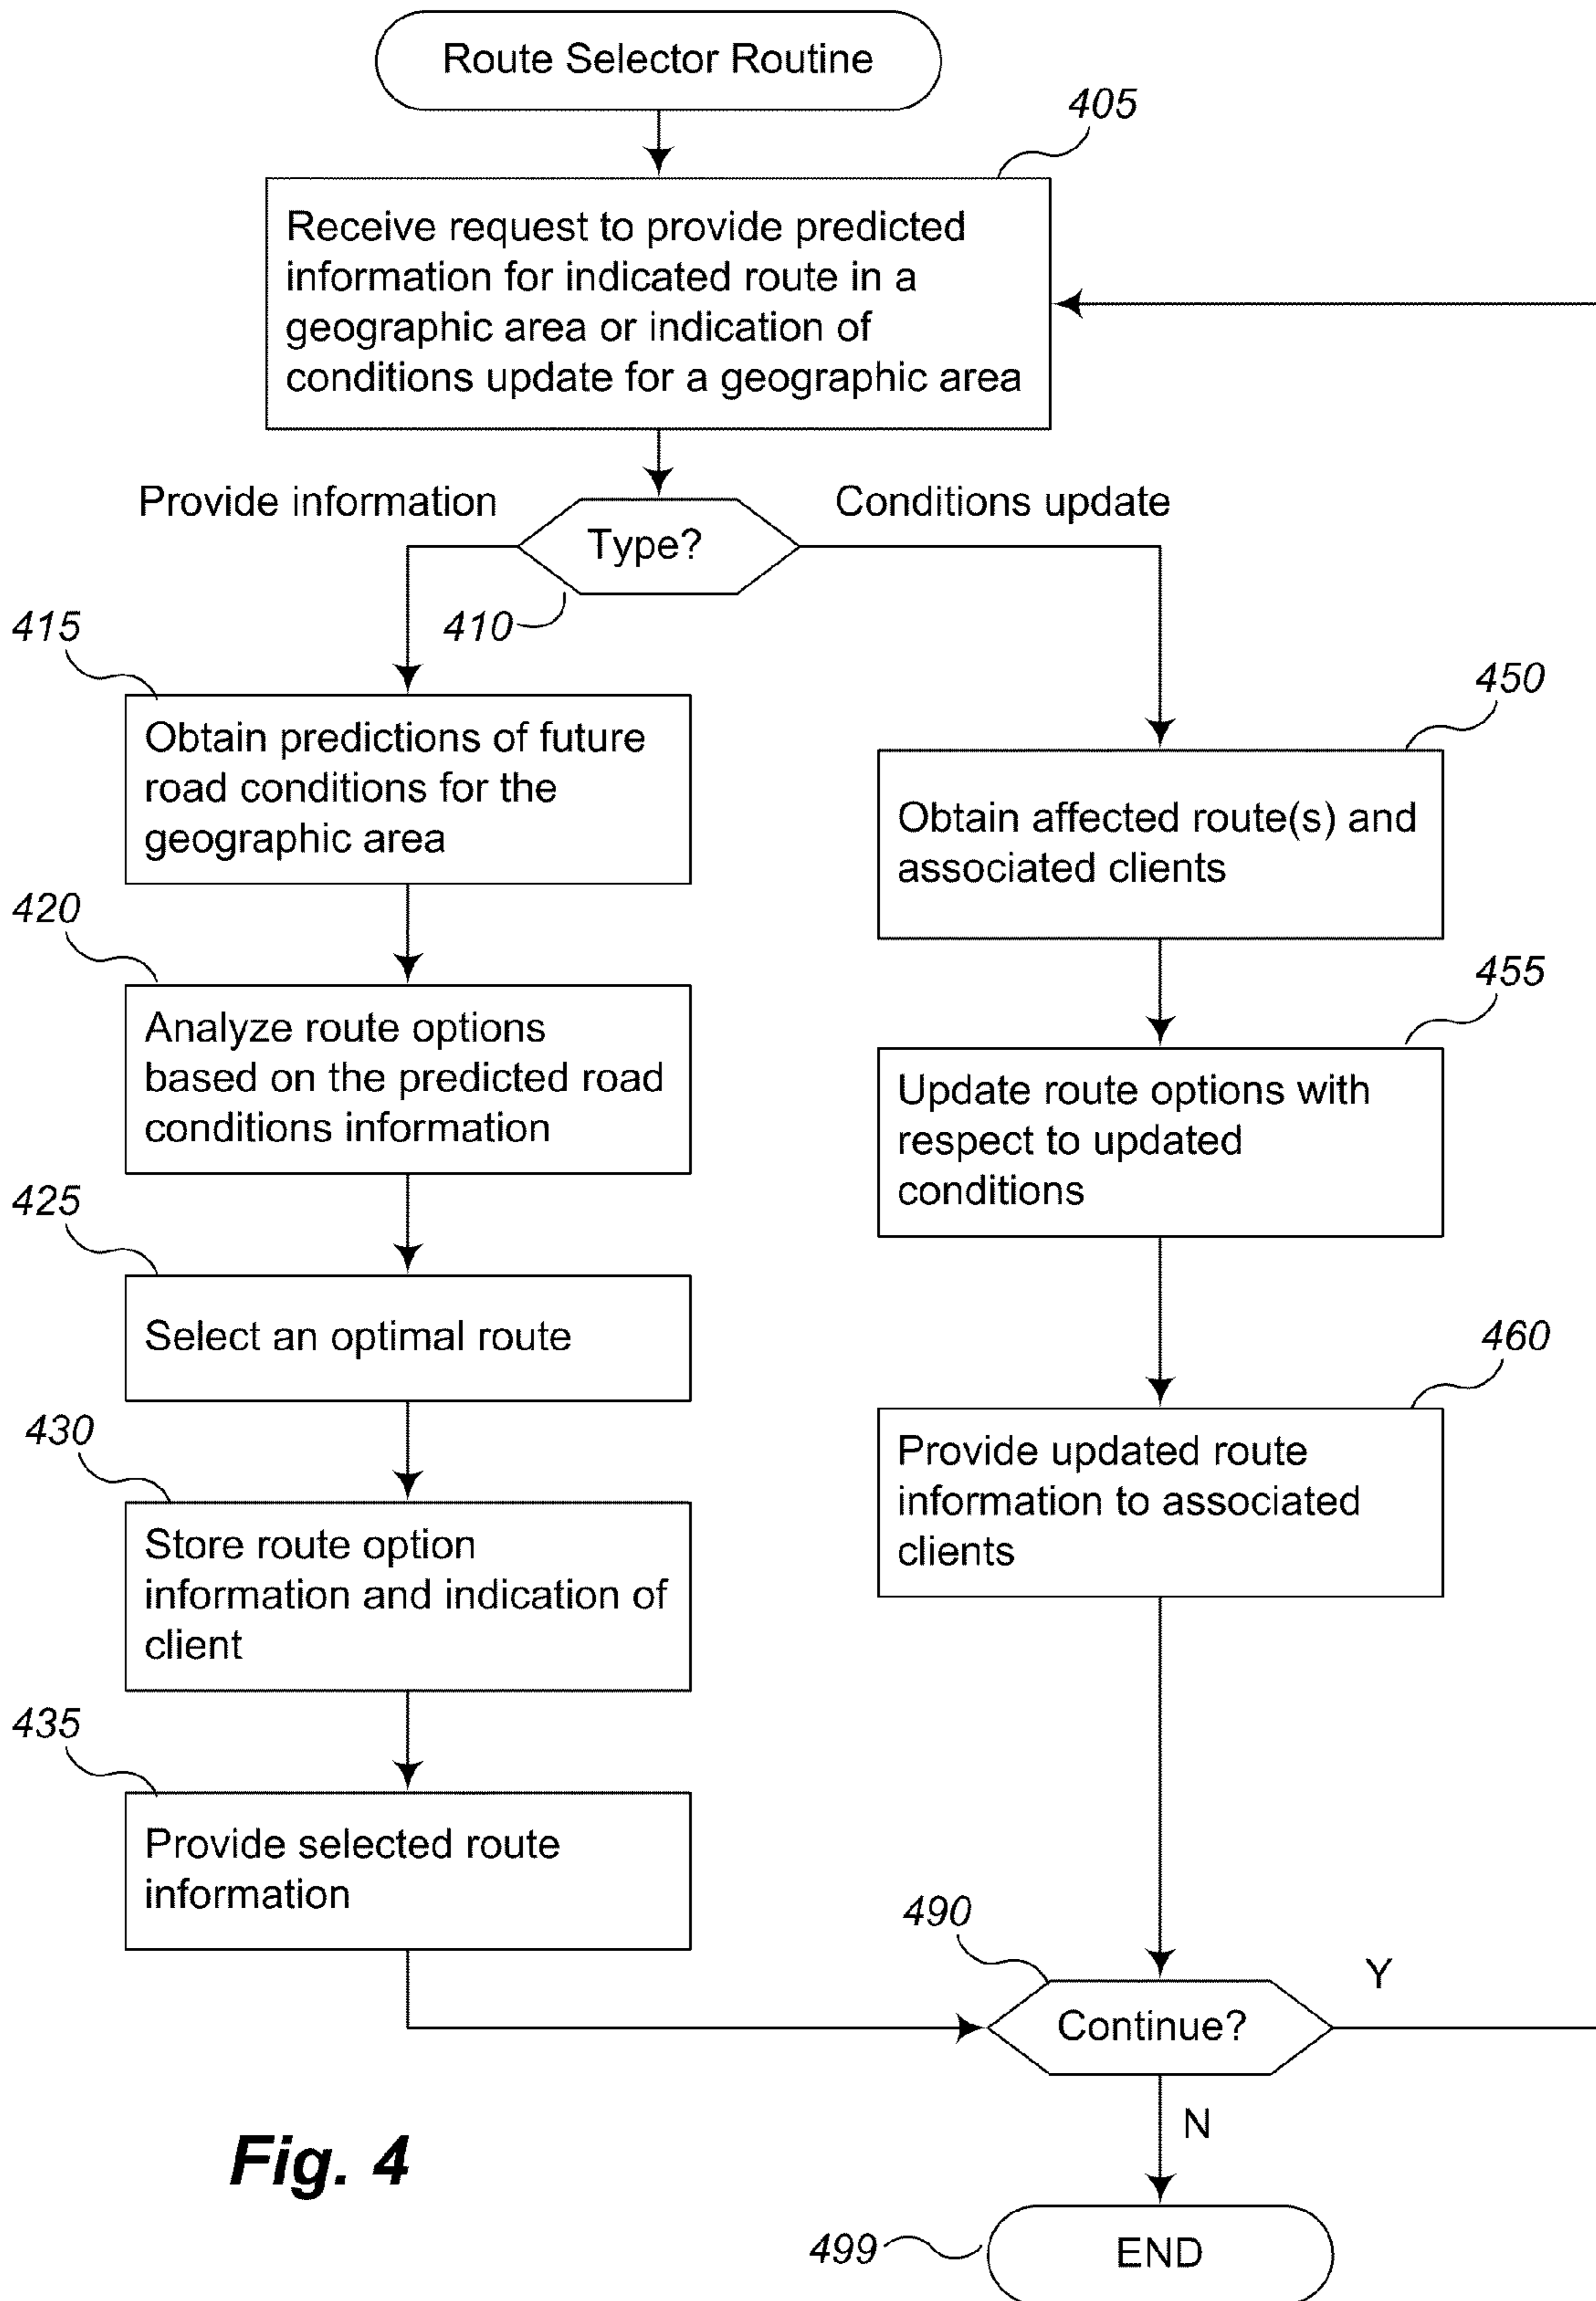 Route Selector Routine
405
Receive request to provide predicted
information for indicated route in a
geographic area or indication of
conditions update for a geographic area
Provide information
Conditions update
Type?
410
415
Obtain predictions of future
road conditions for the
geographic area
420
Analyze route options
based on the predicted road
conditions information
425
Select an optimal route
430
Store route option
information and indication of
client
435
Provide selected route
information
450
Obtain affected route(s) and
associated clients
455
Update route options with
respect to updated
conditions
460
Provide updated route
information to associated
clients
490
Continue?
Y
N
499
END
Fig. 4